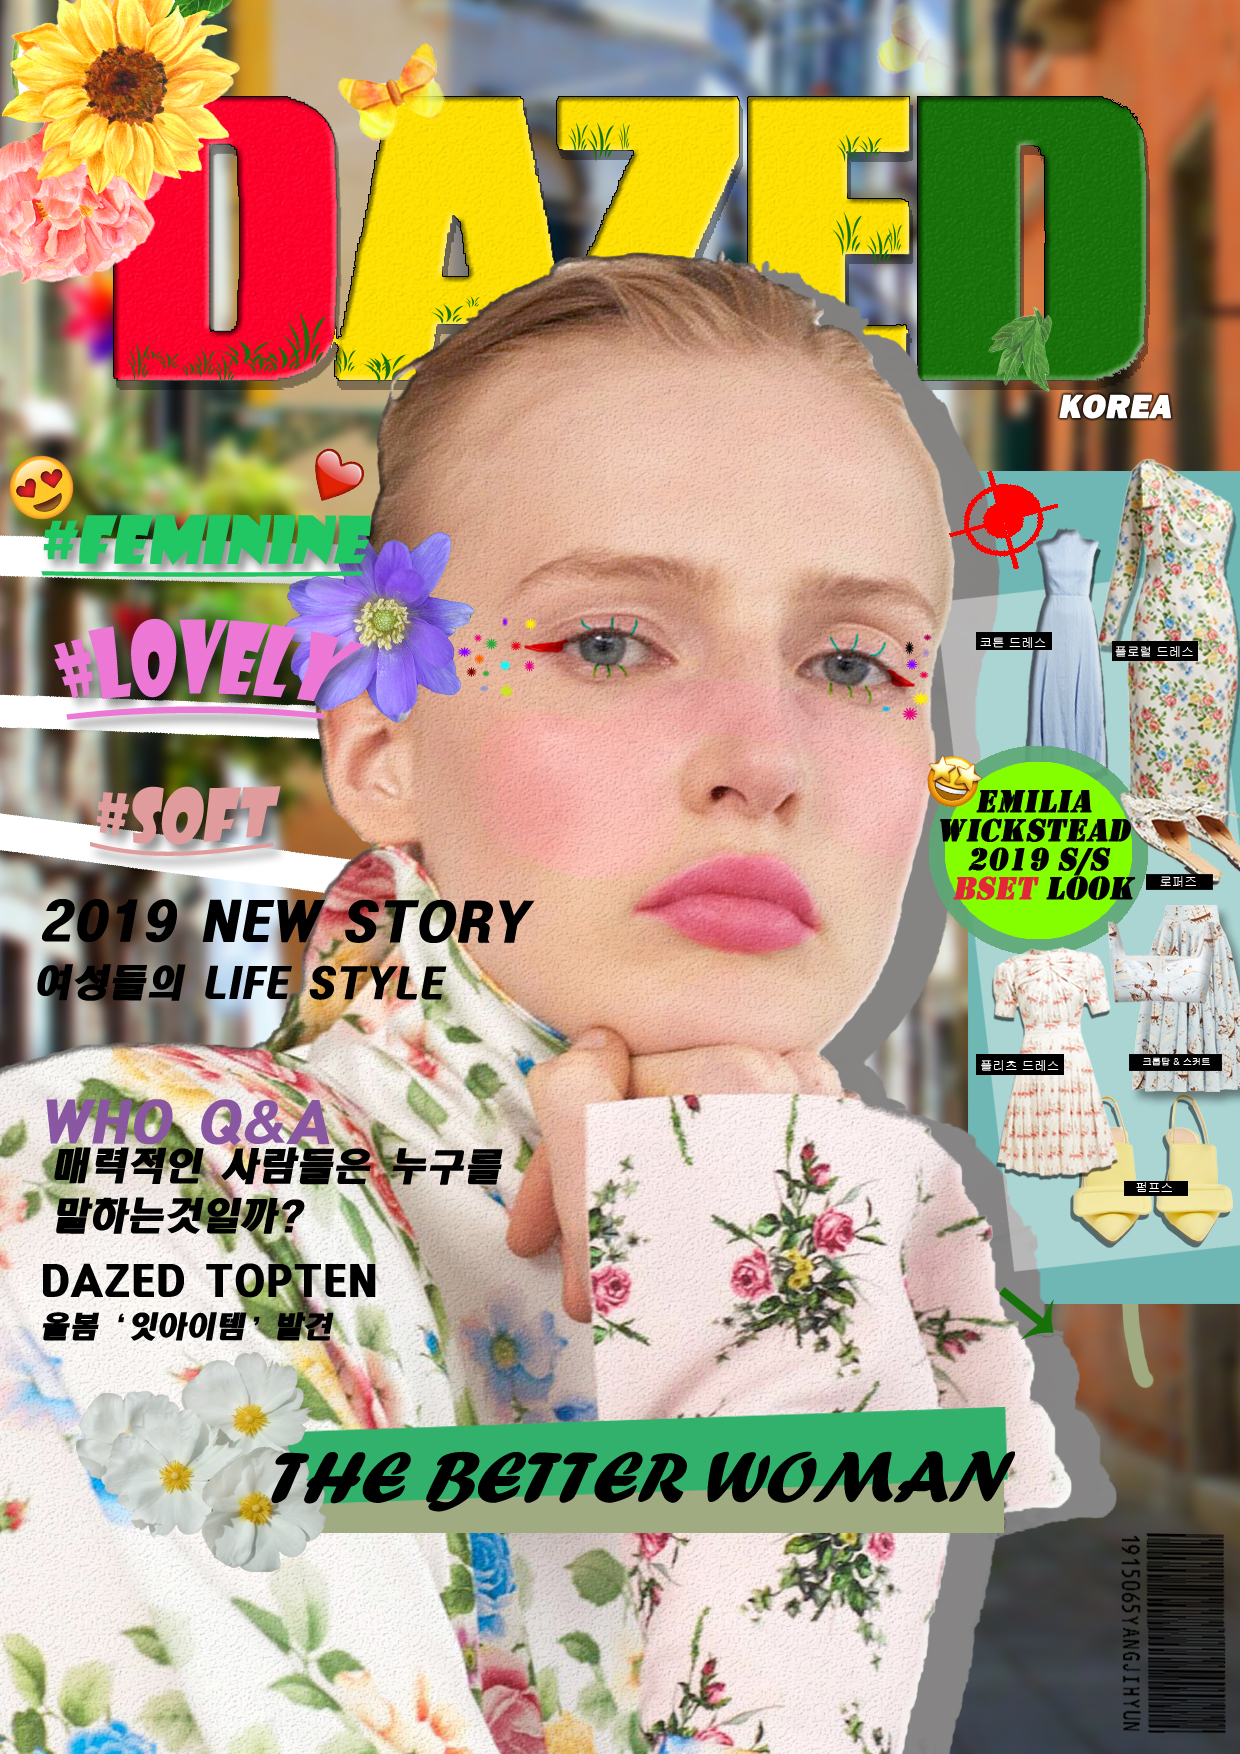 DAZED
KOREA
#FEMININE
#LOVELY
#SOFT
코튼 드레스
플로럴 드레스
EMILIA
WICKSTEAD
2019 S/S
BSET LOOK
로퍼즈
2019 NEW STORY
여성들의 LIFE STYLE
플리츠 드레스
크롭탑 & 스커트
WHO Q&A
매력적인 사람들은 누구를
말하는것일까?
펌프스
DAZED TOPTEN
올봄 ‘잇아이템’ 발견
THE BETTER WOMAN
1915065YANGJIHYUN